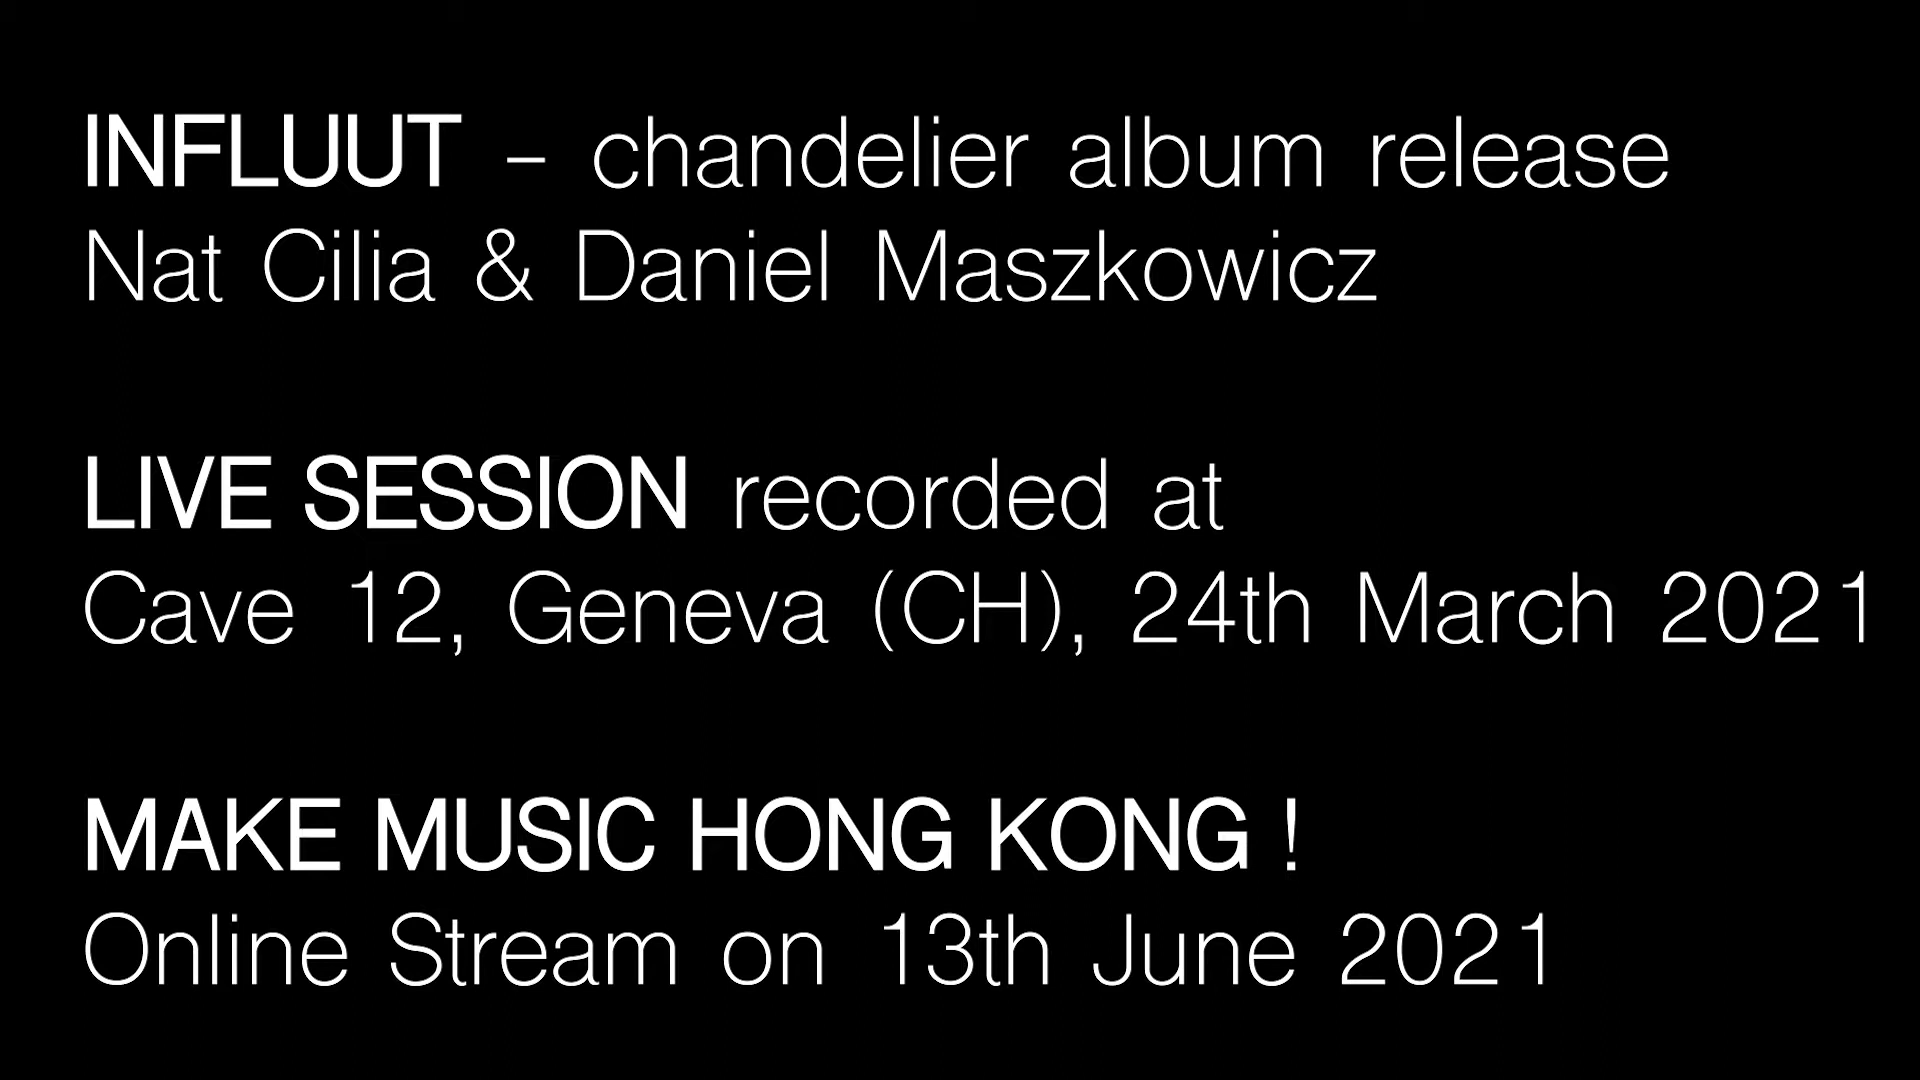 INFLUUT – chandelier album release
Nat Cilia & Daniel Maszkowicz
LIVE SESSION recorded at
Cave 12, Geneva (CH), 24th March 2021
MAKE MUSIC HONG KONG !
Online Stream on 13th June 2021